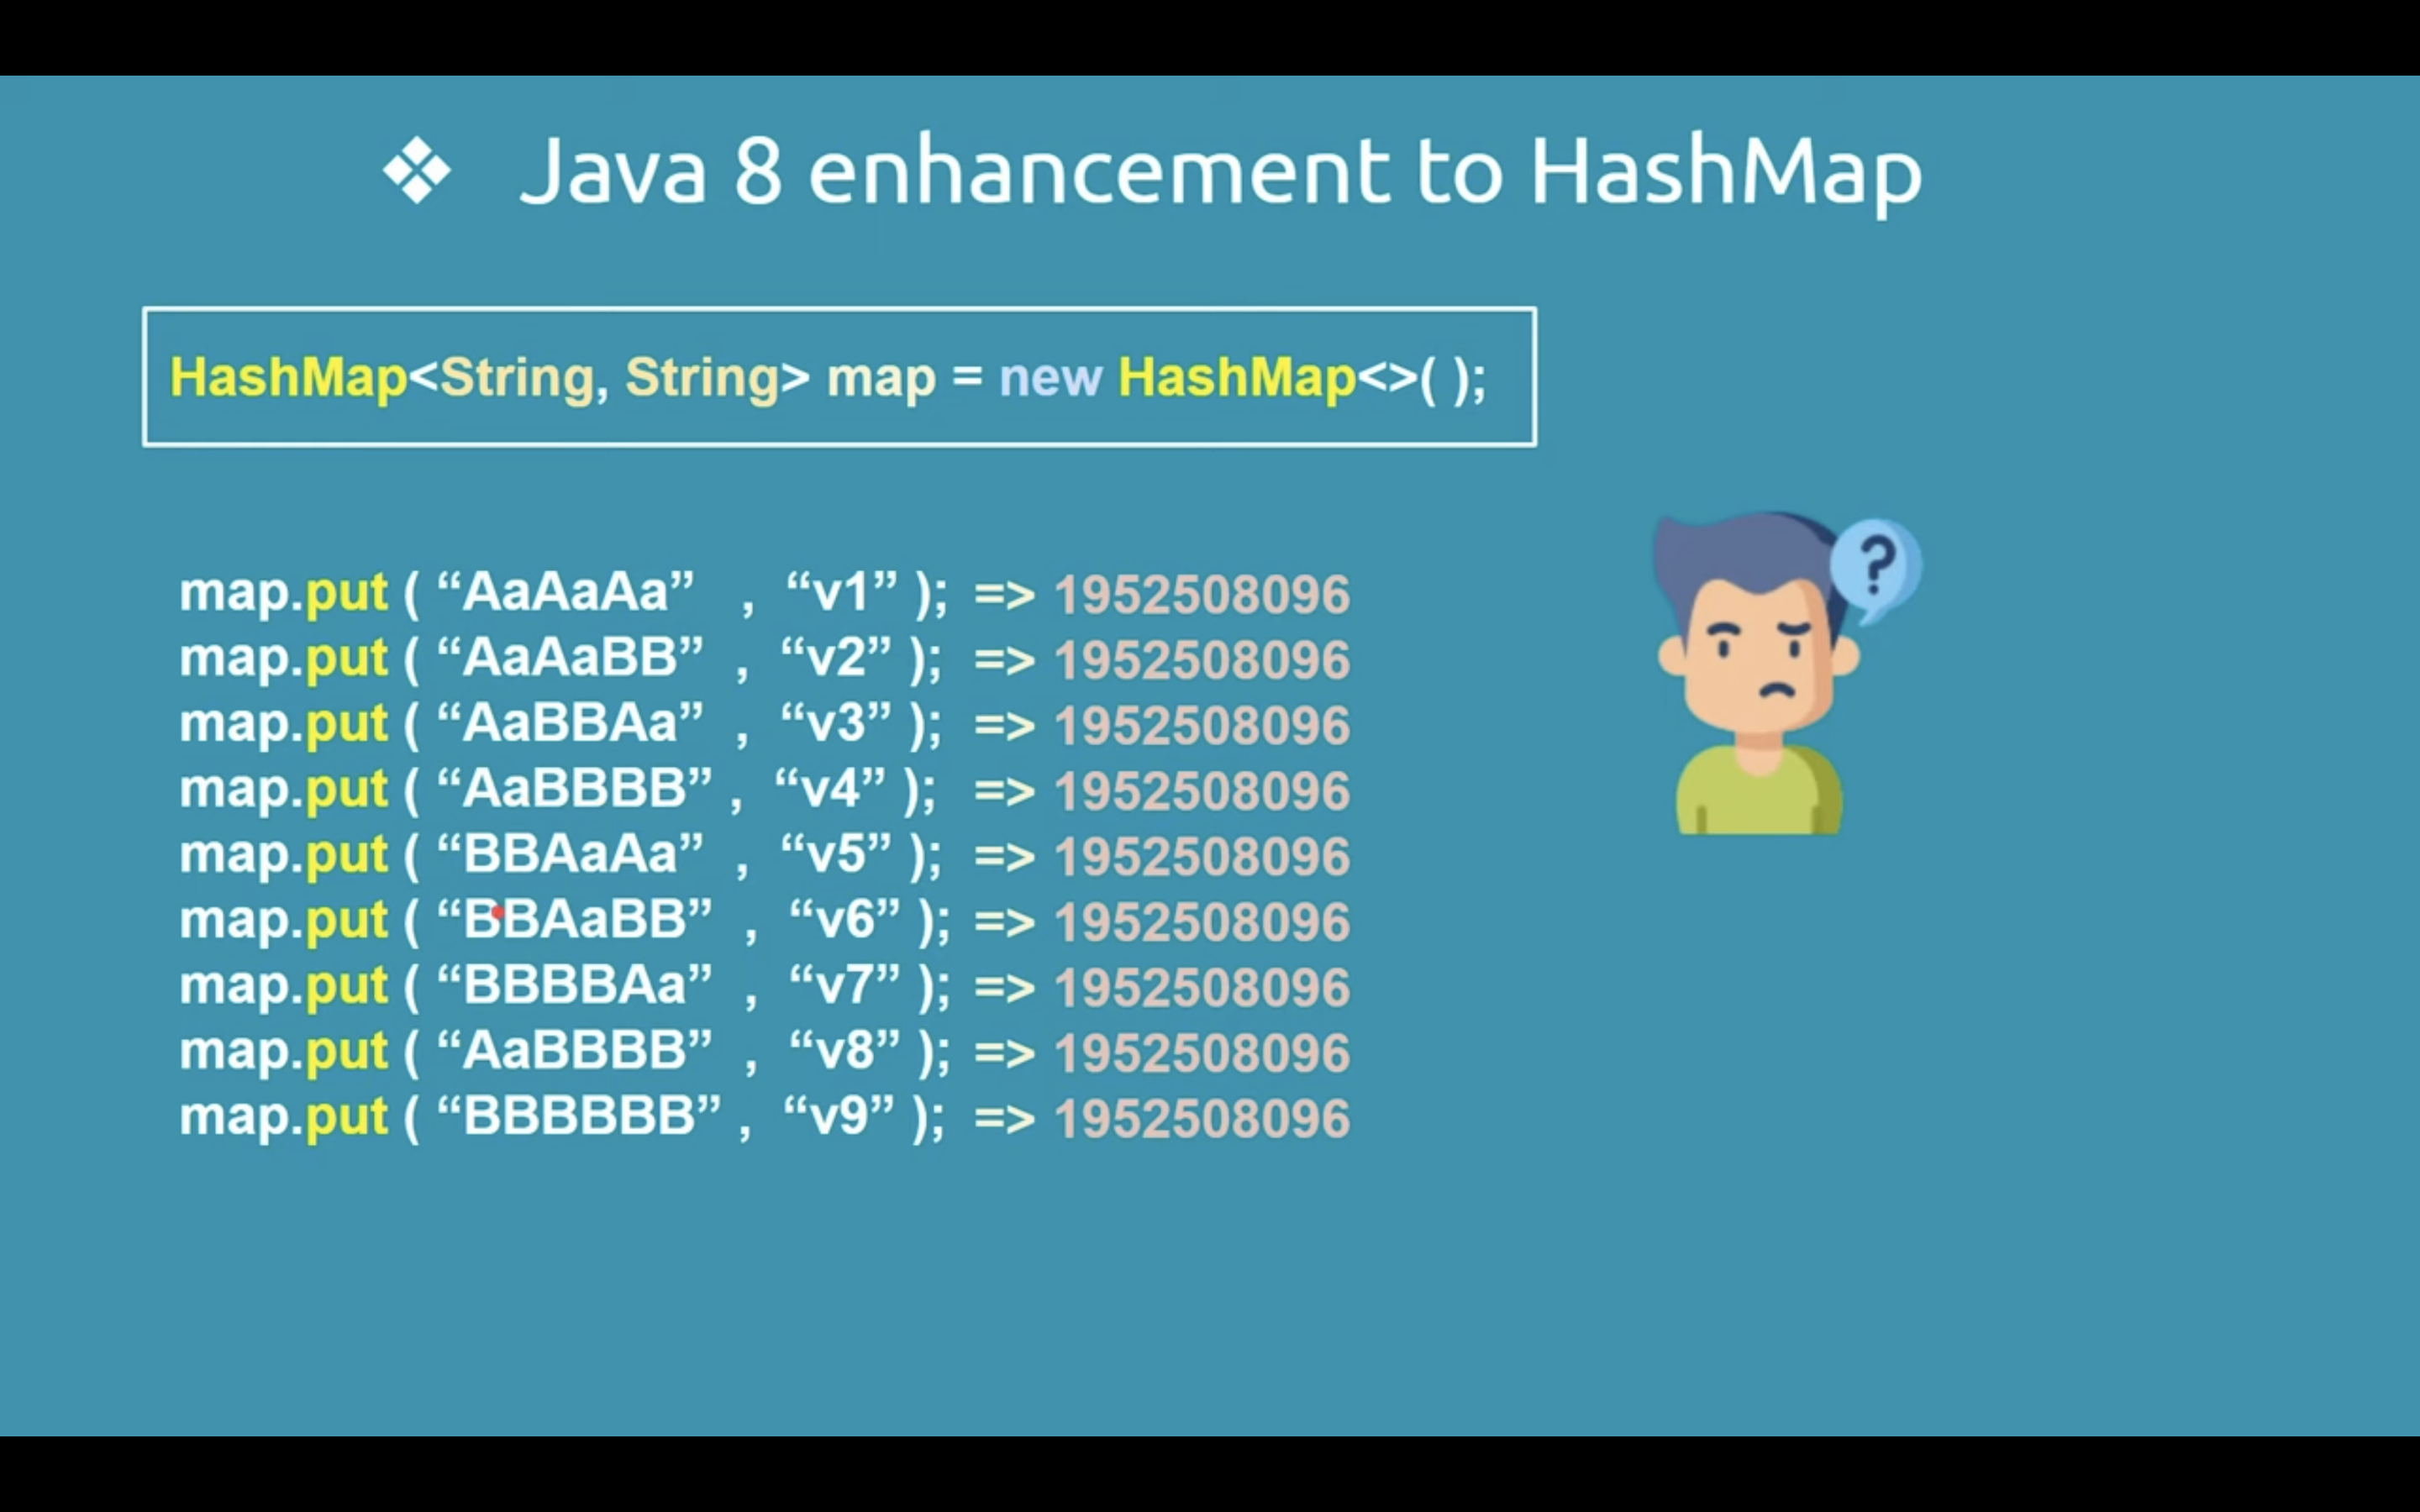 ❖ Java 8 enhancement to HashMap
HashMap<String, String> map = new HashMap<>( );
?
map.put ( “AaAaAa” , “v1” ); => 1952508096
map.put ( “AaAaBB” , “v2” ); => 1952508096
map.put ( “AaBBAa” , “v3” ); => 1952508096
map.put ( “AaBBBB” , “v4” ); => 1952508096
map.put ( “BBAaAa” , “v5” ); => 1952508096
map.put ( “BBAaBB” , “v6” ); => 1952508096
map.put ( “BBBBAa” , “v7” ); => 1952508096
map.put ( “AaBBBB” , “v8” ); => 1952508096
map.put ( “BBBBBB” , “v9” ); => 1952508096